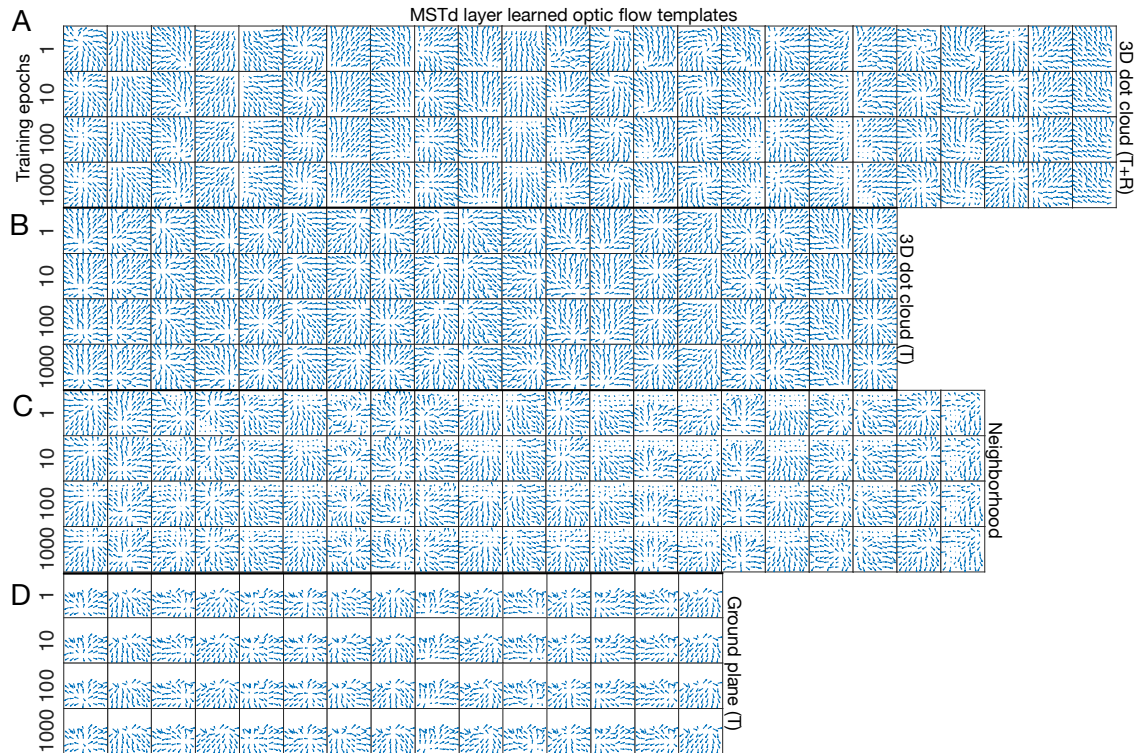 MSTd layer learned optic flow templates
A
Training epochs
1
10
100
1000
3D dot cloud (T+R)
B
1
10
100
1000
3D dot cloud (T)
C
1
10
100
1000
Neighborhood
D
1
10
100
1000
Ground plane (T)